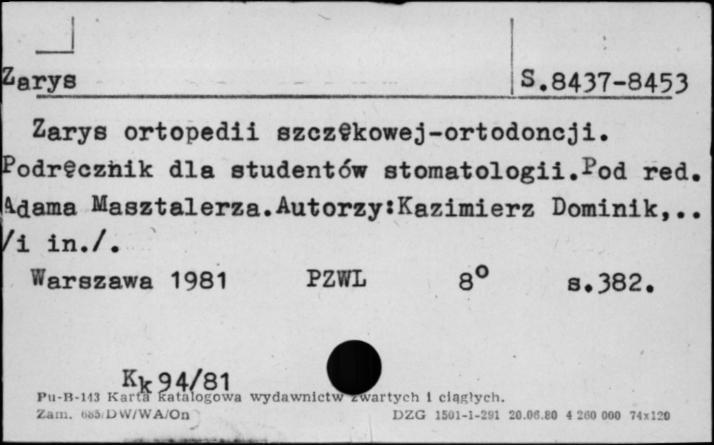 Zarys S.8437-8453
Zarys ortopedii szczękowej-ortodoncji.
Podręcznik dla studentów stomatologii.Pod red.
Adama Masztalerza.Autorzy:Kazimierz Dominik,..
/i in./.
Warszawa 1981 PZWL 8° s.382.
Kk 94/81
Pu-B-143 Karta katalogowa wydawnictw zwartych i ciągłych.
Zam. 685/DW/WA/On DZG 1501-1-291 20.06.80 4 260 000 74x120